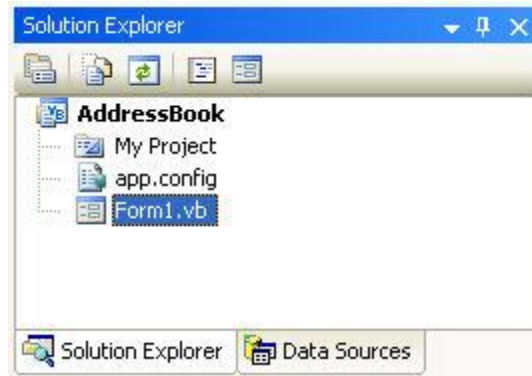 Solution Explorer
AddressBook
My Project
app.config
Form1.vb
Solution Explorer
Data Sources